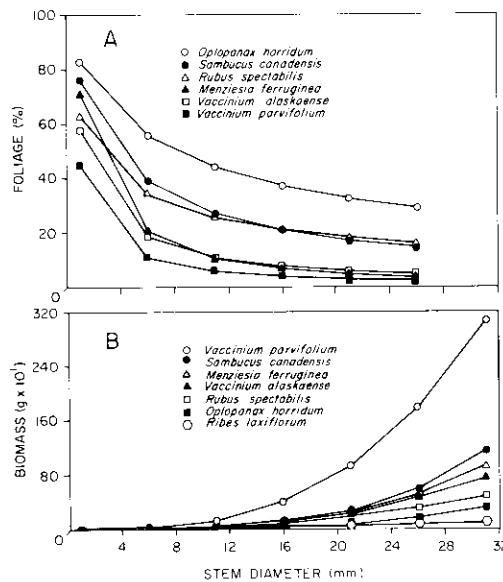 A
Oplopanax horridum
Sambucus canadensis
Rubus spectabilis
Menziesia ferruginea
Vaccinium alaskaense
Vaccinium parvifolium
FOLIAGE (%)
100
80
60
40
20
0
B
Vaccinium parvifolium
Sambucus canadensis
Menziesia ferruginea
Vaccinium alaskaense
Rubus spectabilis
Oplopanax horridum
Ribes laxiflorum
BIOMASS (g x 10¹)
320
240
160
80
0
4
8
12
16
20
24
28
32
STEM DIAMETER (mm)